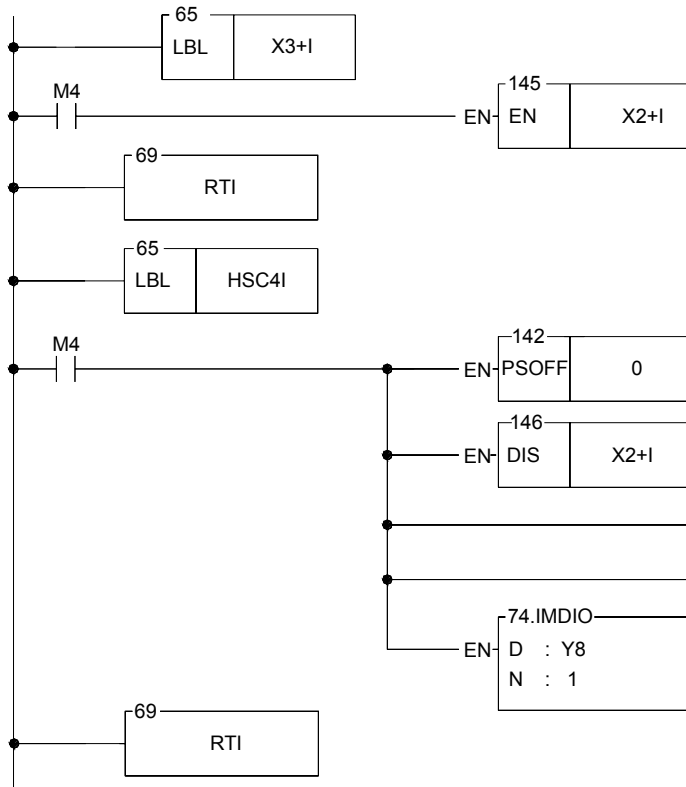 65
LBL X3+I
M4
145
EN EN X2+I
69
RTI
65
LBL HSC4I
M4
142
EN PSOFF 0
146
EN DIS X2+I
74.IMDIO
EN D : Y8
N : 1
69
RTI